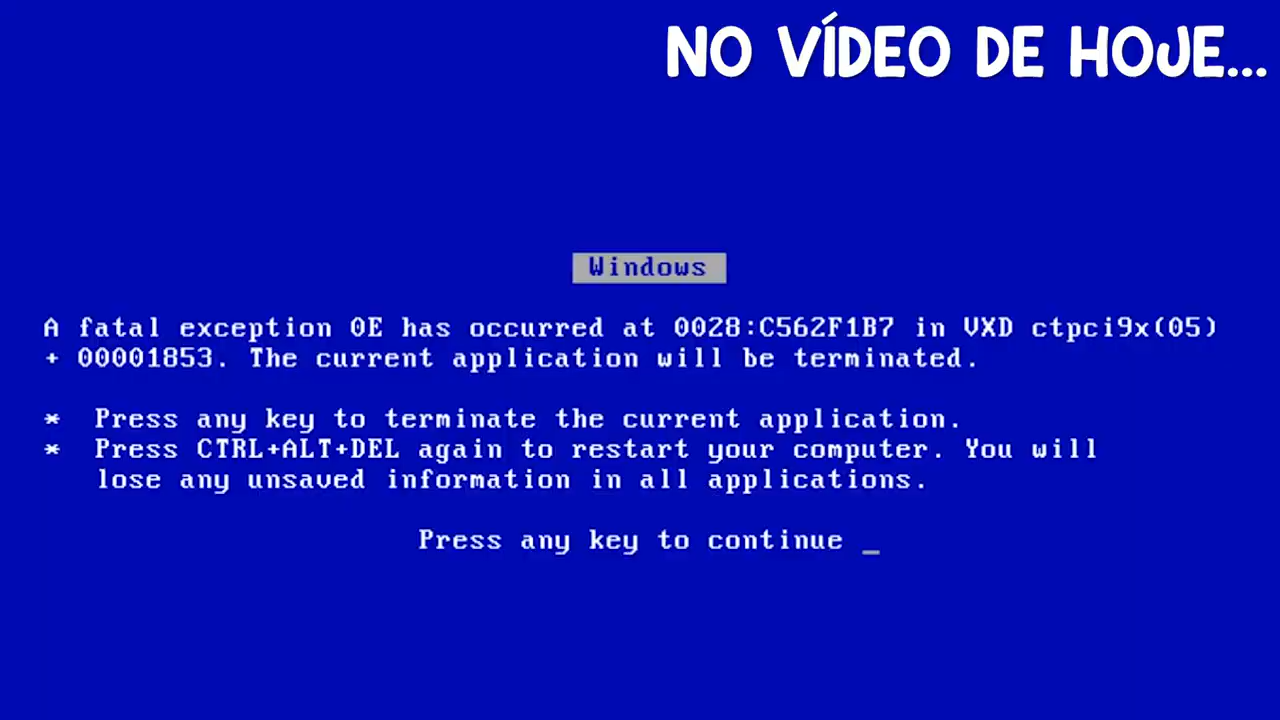 NO VÍDEO DE HOJE...
Windows
A fatal exception 0E has occurred at 0028:C562F1B7 in VXD ctpci9x(05)
+ 00001853. The current application will be terminated.
* Press any key to terminate the current application.
* Press CTRL+ALT+DEL again to restart your computer. You will
lose any unsaved information in all applications.
Press any key to continue _